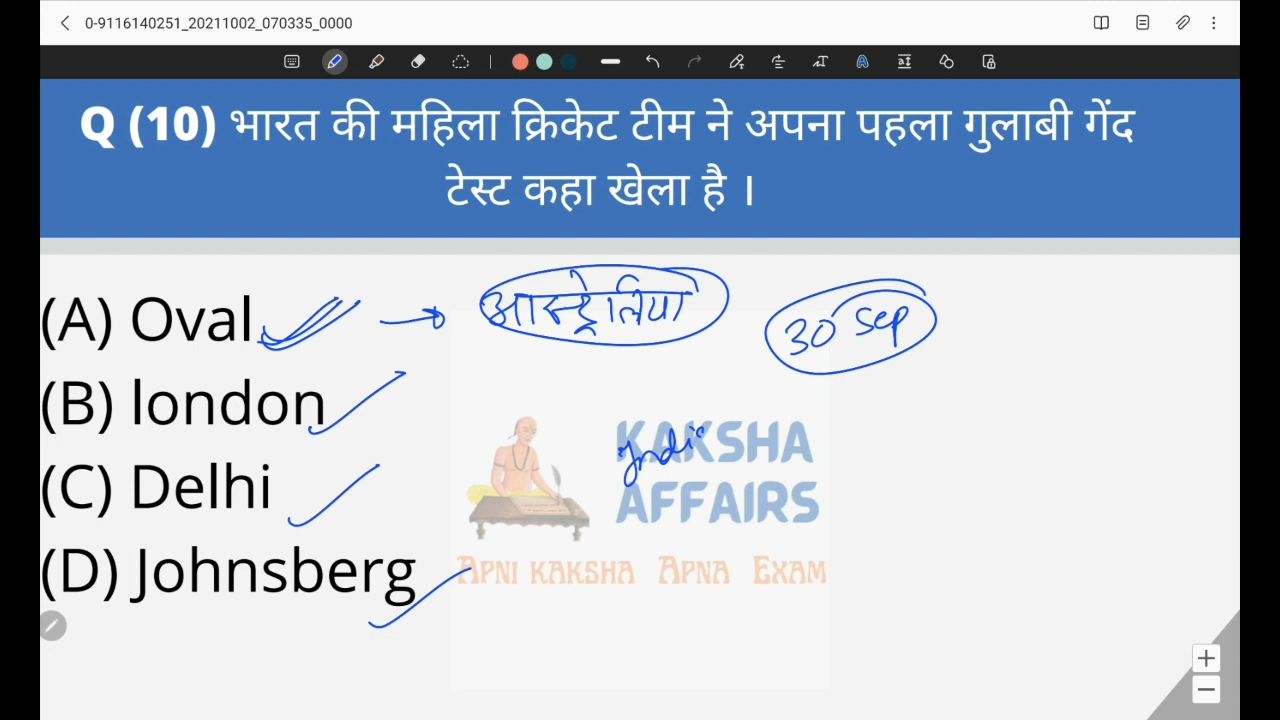 0-9116140251_20211002_070335_0000
Q (10) भारत की महिला क्रिकेट टीम ने अपना पहला गुलाबी गेंद
टेस्ट कहा खेला है ।
(A) Oval
आस्ट्रेलिया
30 Sep
(B) london
(C) Delhi
(D) Johnsberg
KAKSHA
AFFAIRS
APNI KAKSHA APNA EXAM